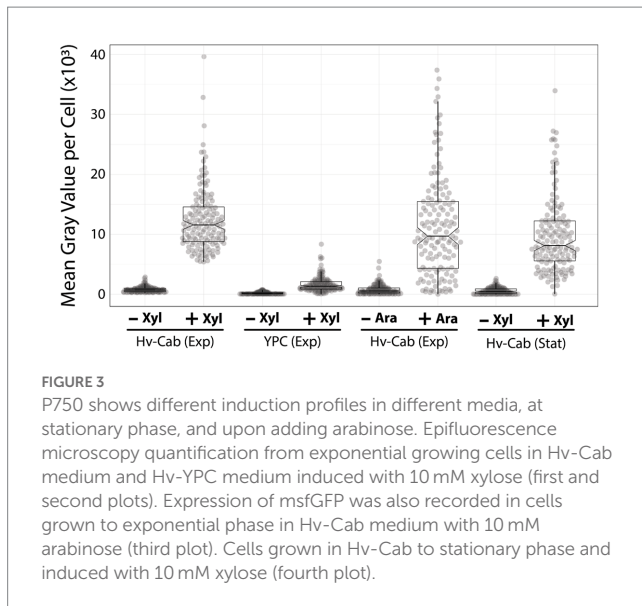 Mean Gray Value per Cell (x10³)
40
30
20
10
0
− Xyl + Xyl − Xyl + Xyl − Ara + Ara − Xyl + Xyl
Hv-Cab (Exp) YPC (Exp) Hv-Cab (Exp) Hv-Cab (Stat)
FIGURE 3
P750 shows different induction profiles in different media, at
stationary phase, and upon adding arabinose. Epifluorescence
microscopy quantification from exponential growing cells in Hv-Cab
medium and Hv-YPC medium induced with 10 mM xylose (first and
second plots). Expression of msfGFP was also recorded in cells
grown to exponential phase in Hv-Cab medium with 10 mM
arabinose (third plot). Cells grown in Hv-Cab to stationary phase and
induced with 10 mM xylose (fourth plot).